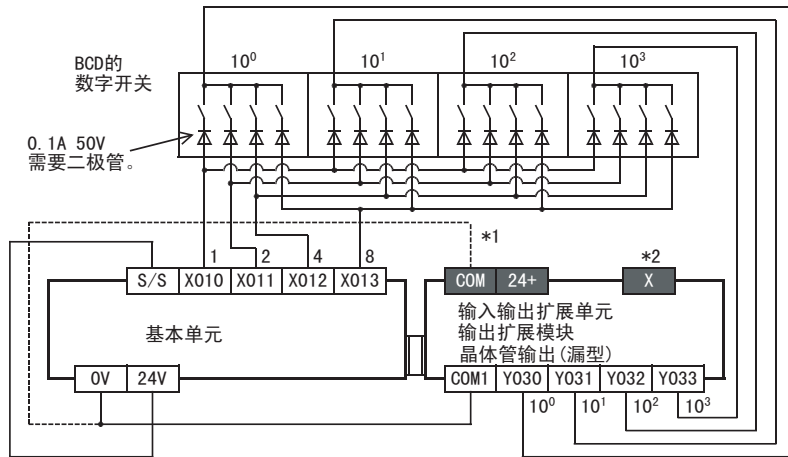 10⁰ 10¹ 10² 10³
BCD的
数字开关
0.1A 50V
需要二极管。
1 2 4 8 *1 *2
S/S X010 X011 X012 X013 COM 24+ X
基本单元
输入输出扩展单元
输出扩展模块
晶体管输出(漏型)
0V 24V COM1 Y030 Y031 Y032 Y033
10⁰ 10¹ 10² 10³